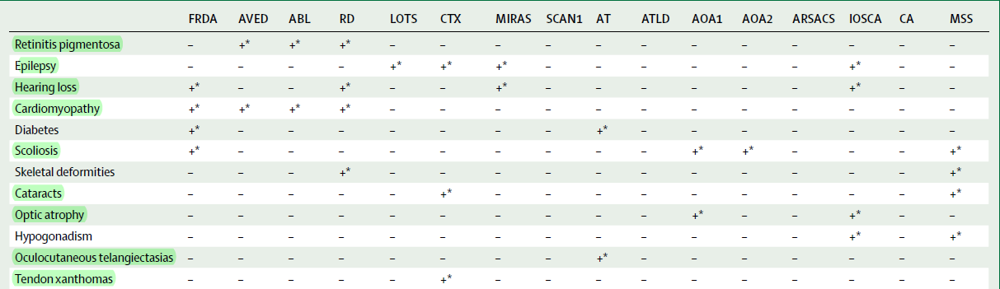 FRDA AVED ABL RD LOTS CTX MIRAS SCAN1 AT ATLD AOA1 AOA2 ARSACS IOSCA CA MSS
Retinitis pigmentosa – +* +* +* – – – – – – – – – – – –
Epilepsy – – – – +* +* +* – – – – – – +* – –
Hearing loss +* – – +* – – +* – – – – – – +* – –
Cardiomyopathy +* +* +* +* – – – – – – – – – – – –
Diabetes +* – – – – – – – +* – – – – – – –
Scoliosis +* – – – – – – – – – +* +* – – – +*
Skeletal deformities – – – +* – – – – – – – – – – – +*
Cataracts – – – – – +* – – – – – – – – – +*
Optic atrophy – – – – – – – – – – +* – – +* – –
Hypogonadism – – – – – – – – – – – – – +* – +*
Oculocutaneous telangiectasias – – – – – – – – +* – – – – – – –
Tendon xanthomas – – – – – +* – – – – – – – – – –